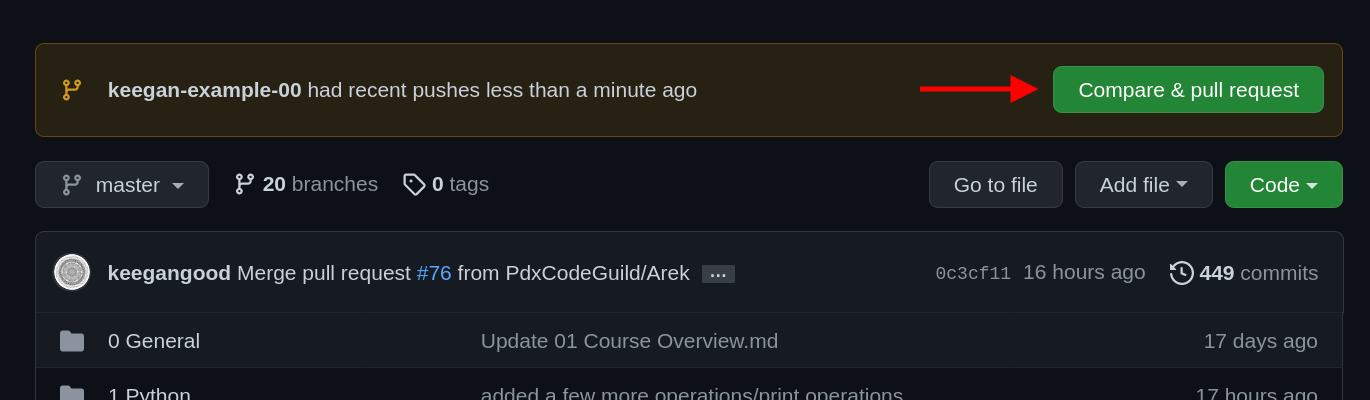 keegan-example-00 had recent pushes less than a minute ago Compare & pull request
master 20 branches 0 tags Go to file Add file Code
keegangood Merge pull request #76 from PdxCodeGuild/Arek ... 0c3cf11 16 hours ago 449 commits
0 General Update 01 Course Overview.md 17 days ago
1 Python added a few more operations/print operations 17 hours ago